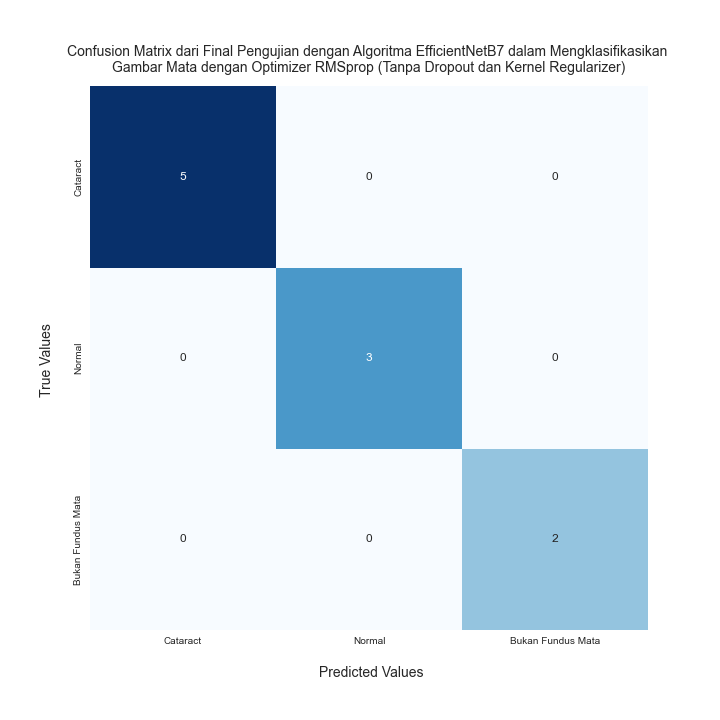 Confusion Matrix dari Final Pengujian dengan Algoritma EfficientNetB7 dalam Mengklasifikasikan
Gambar Mata dengan Optimizer RMSprop (Tanpa Dropout dan Kernel Regularizer)
True Values
Cataract
5 0 0
Normal
0 3 0
Bukan Fundus Mata
0 0 2
Cataract Normal Bukan Fundus Mata
Predicted Values